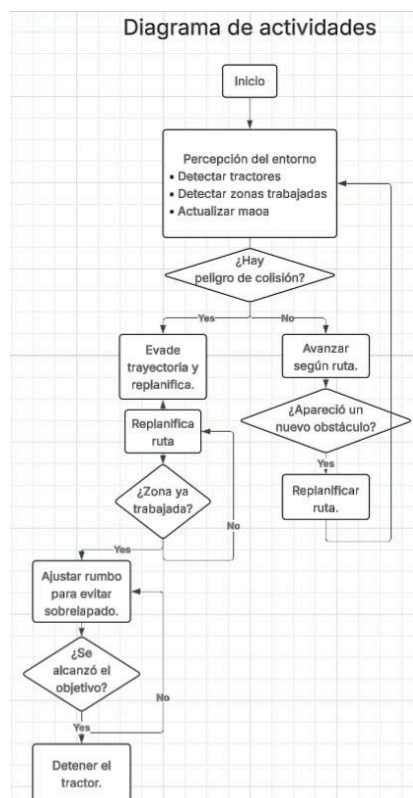 Diagrama de actividades
Inicio
Percepción del entorno
• Detectar tractores
• Detectar zonas trabajadas
• Actualizar maoa
¿Hay
peligro de colisión?
Yes
No
Evade
trayectoria y
replanifica.
Avanzar
según ruta.
Replanifica
ruta
¿Apareció un
nuevo obstáculo?
Yes
¿Zona ya
trabajada?
Replanificar
ruta.
No
Yes
Ajustar rumbo
para evitar
sobrelapado.
¿Se
alcanzó el
objetivo?
No
Yes
Detener el
tractor.